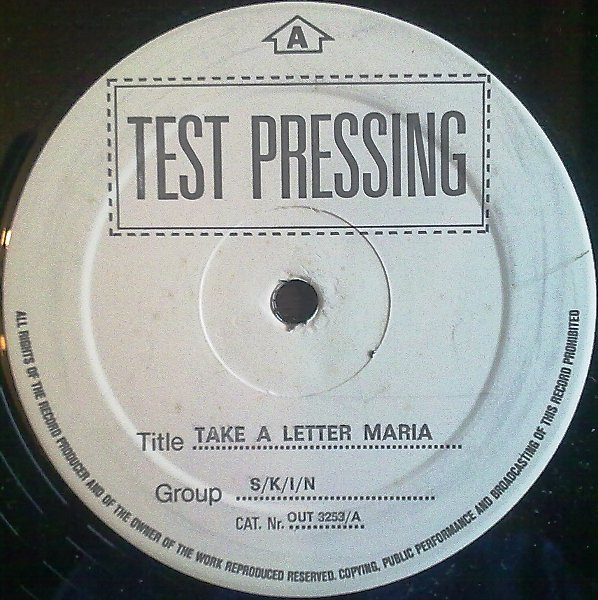 A
TEST PRESSING
Title TAKE A LETTER MARIA
Group S/K/I/N
CAT. Nr. OUT 3253/A
ALL RIGHTS OF THE RECORD PRODUCER AND OF THE OWNER OF THE WORK REPRODUCED RESERVED. COPYING, PUBLIC PERFORMANCE AND BROADCASTING OF THIS RECORD PROHIBITED